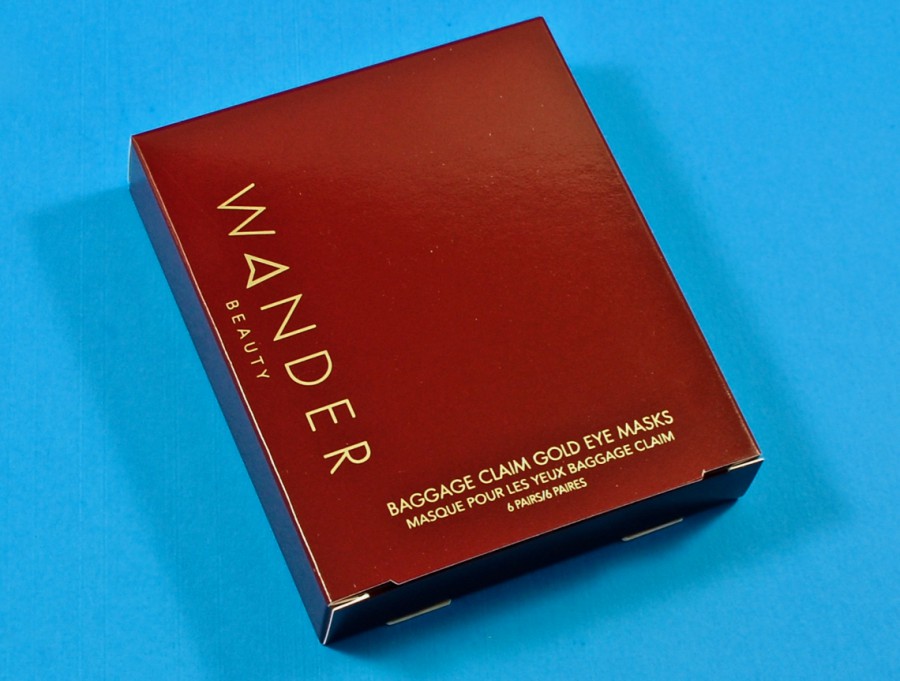 WANDER
BEAUTY
BAGGAGE CLAIM GOLD EYE MASKS
MASQUE POUR LES YEUX BAGGAGE CLAIM
6 PAIRS/6 PAIRES